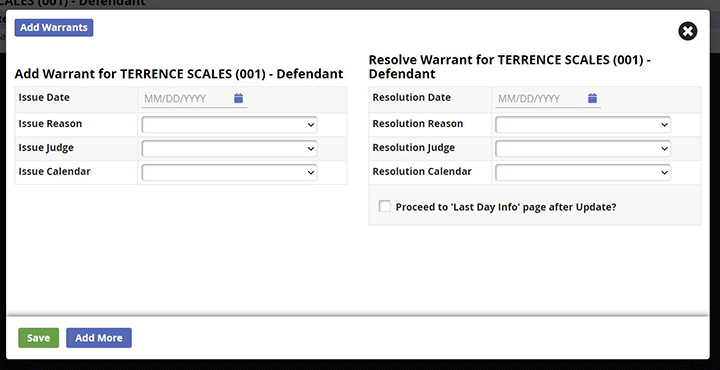 CALES (001) - Defendant
Add Warrants
Add Warrant for TERRENCE SCALES (001) - Defendant
Issue Date MM/DD/YYYY
Issue Reason
Issue Judge
Issue Calendar
Resolve Warrant for TERRENCE SCALES (001) -
Defendant
Resolution Date MM/DD/YYYY
Resolution Reason
Resolution Judge
Resolution Calendar
Proceed to 'Last Day Info' page after Update?
Save Add More